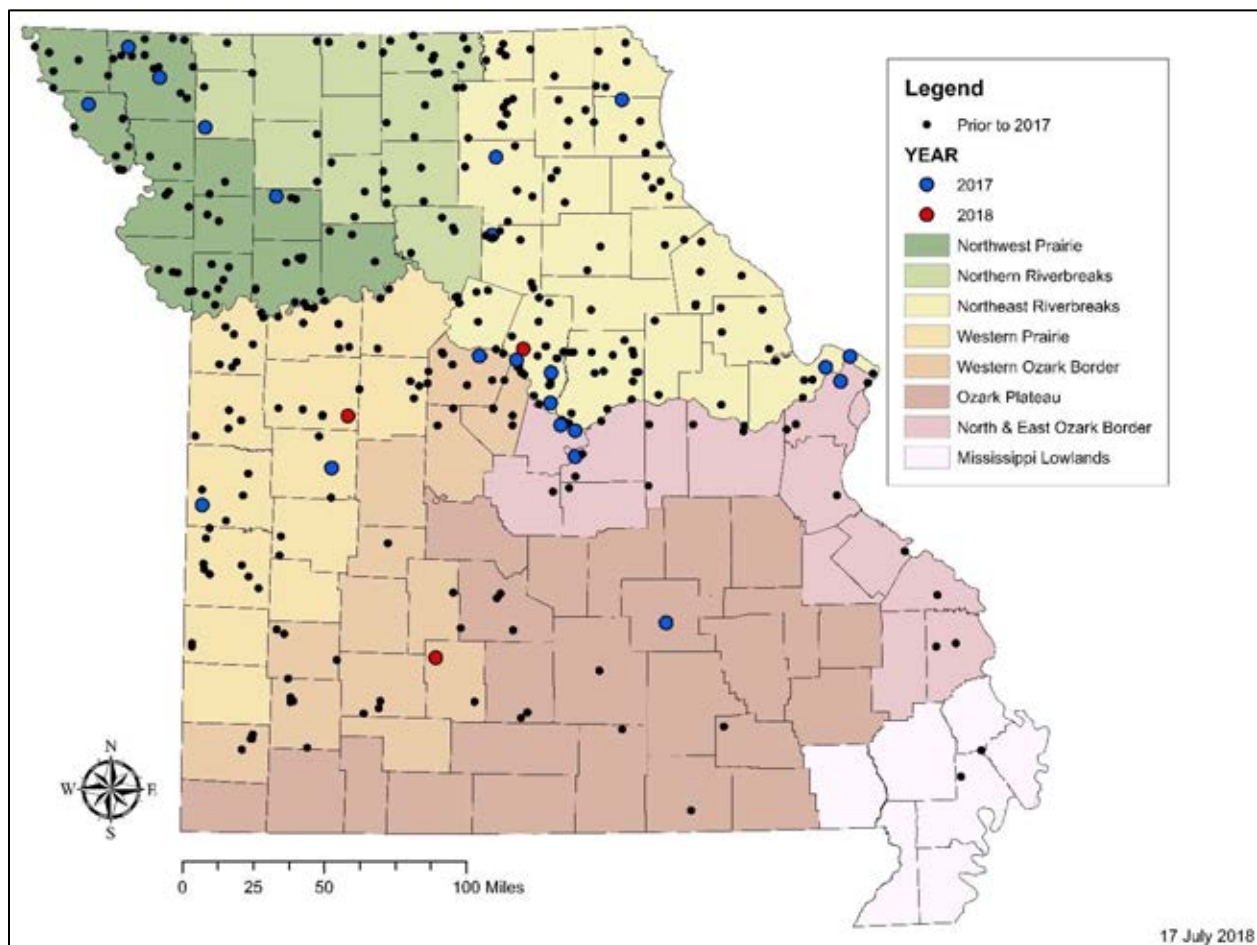 Legend
Prior to 2017
YEAR
2017
2018
Northwest Prairie
Northern Riverbreaks
Northeast Riverbreaks
Western Prairie
Western Ozark Border
Ozark Plateau
North & East Ozark Border
Mississippi Lowlands
N
W E
S
0 25 50 100 Miles
17 July 2018